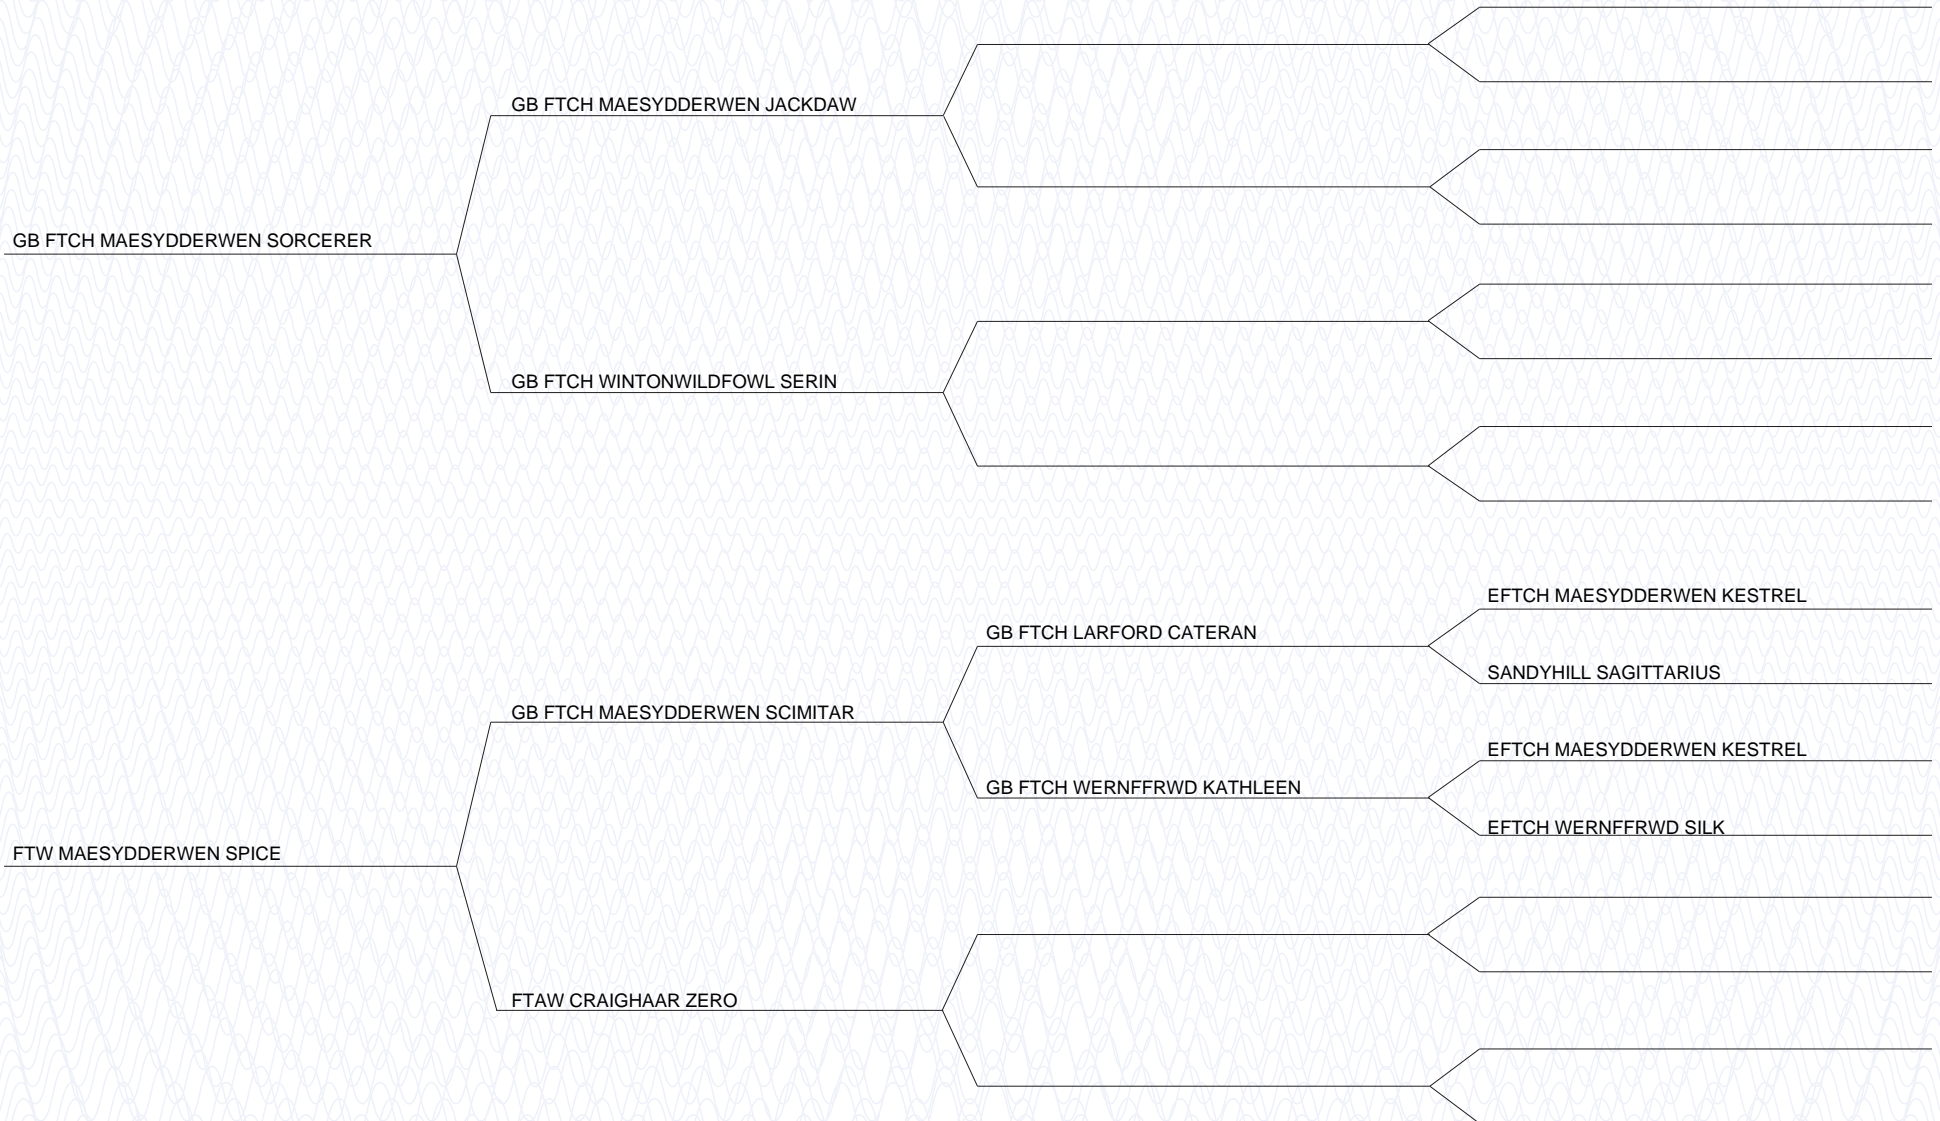 GB FTCH MAESYDDERWEN JACKDAW
GB FTCH MAESYDDERWEN SORCERER
GB FTCH WINTONWILDFOWL SERIN
EFTCH MAESYDDERWEN KESTREL
GB FTCH LARFORD CATERAN
SANDYHILL SAGITTARIUS
GB FTCH MAESYDDERWEN SCIMITAR
EFTCH MAESYDDERWEN KESTREL
GB FTCH WERNFFRWD KATHLEEN
EFTCH WERNFFRWD SILK
FTW MAESYDDERWEN SPICE
FTAW CRAIGHAAR ZERO